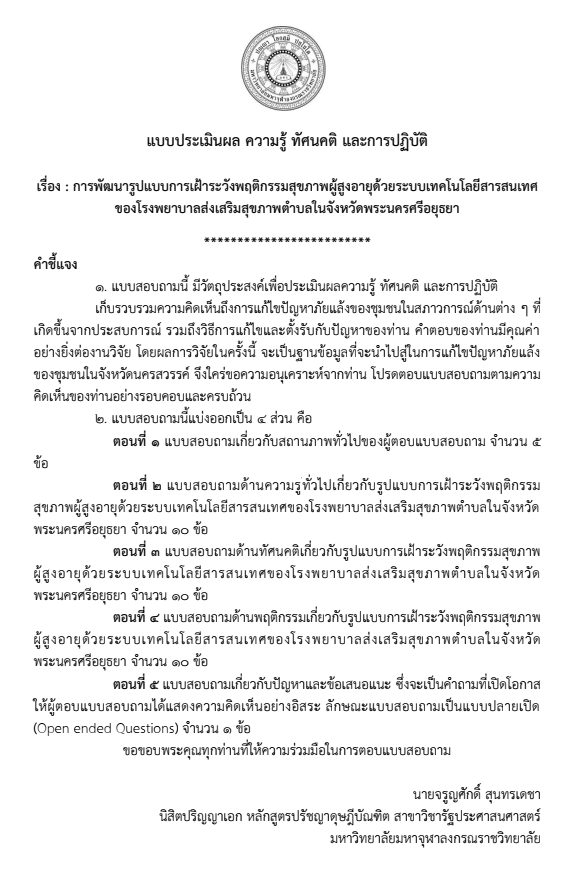 แบบประเมินผล ความรู้ ทัศนคติ และการปฏิบัติ
เรื่อง : การพัฒนารูปแบบการเฝ้าระวังพฤติกรรมสุขภาพผู้สูงอายุด้วยระบบเทคโนโลยีสารสนเทศ
ของโรงพยาบาลส่งเสริมสุขภาพตำบลในจังหวัดพระนครศรีอยุธยา
*************************
คำชี้แจง
๑. แบบสอบถามนี้ มีวัตถุประสงค์เพื่อประเมินผลความรู้ ทัศนคติ และการปฏิบัติ
เก็บรวบรวมความคิดเห็นถึงการแก้ไขปัญหาภัยแล้งของชุมชนในสภาวการณ์ด้านต่าง ๆ ที่
เกิดขึ้นจากประสบการณ์ รวมถึงวิธีการแก้ไขและตั้งรับกับปัญหาของท่าน คำตอบของท่านมีคุณค่า
อย่างยิ่งต่องานวิจัย โดยผลการวิจัยในครั้งนี้ จะเป็นฐานข้อมูลที่จะนำไปสู่ในการแก้ไขปัญหาภัยแล้ง
ของชุมชนในจังหวัดนครสวรรค์ จึงใคร่ขอความอนุเคราะห์จากท่าน โปรดตอบแบบสอบถามตามความ
คิดเห็นของท่านอย่างรอบคอบและครบถ้วน
๒. แบบสอบถามนี้แบ่งออกเป็น ๔ ส่วน คือ
ตอนที่ ๑ แบบสอบถามเกี่ยวกับสถานภาพทั่วไปของผู้ตอบแบบสอบถาม จำนวน ๕
ข้อ
ตอนที่ ๒ แบบสอบถามด้านความรู้ทั่วไปเกี่ยวกับรูปแบบการเฝ้าระวังพฤติกรรม
สุขภาพผู้สูงอายุด้วยระบบเทคโนโลยีสารสนเทศของโรงพยาบาลส่งเสริมสุขภาพตำบลในจังหวัด
พระนครศรีอยุธยา จำนวน ๑๐ ข้อ
ตอนที่ ๓ แบบสอบถามด้านทัศนคติเกี่ยวกับรูปแบบการเฝ้าระวังพฤติกรรมสุขภาพ
ผู้สูงอายุด้วยระบบเทคโนโลยีสารสนเทศของโรงพยาบาลส่งเสริมสุขภาพตำบลในจังหวัด
พระนครศรีอยุธยา จำนวน ๑๐ ข้อ
ตอนที่ ๔ แบบสอบถามด้านพฤติกรรมเกี่ยวกับรูปแบบการเฝ้าระวังพฤติกรรมสุขภาพ
ผู้สูงอายุด้วยระบบเทคโนโลยีสารสนเทศของโรงพยาบาลส่งเสริมสุขภาพตำบลในจังหวัด
พระนครศรีอยุธยา จำนวน ๑๐ ข้อ
ตอนที่ ๕ แบบสอบถามเกี่ยวกับปัญหาและข้อเสนอแนะ ซึ่งจะเป็นคำถามที่เปิดโอกาส
ให้ผู้ตอบแบบสอบถามได้แสดงความคิดเห็นอย่างอิสระ ลักษณะแบบสอบถามเป็นแบบปลายเปิด
(Open ended Questions) จำนวน ๑ ข้อ
ขอขอบพระคุณทุกท่านที่ให้ความร่วมมือในการตอบแบบสอบถาม
นายจรูญศักดิ์ สุนทรเดชา
นิสิตปริญญาเอก หลักสูตรปรัชญาดุษฎีบัณฑิต สาขาวิชารัฐประศาสนศาสตร์
มหาวิทยาลัยมหาจุฬาลงกรณราชวิทยาลัย